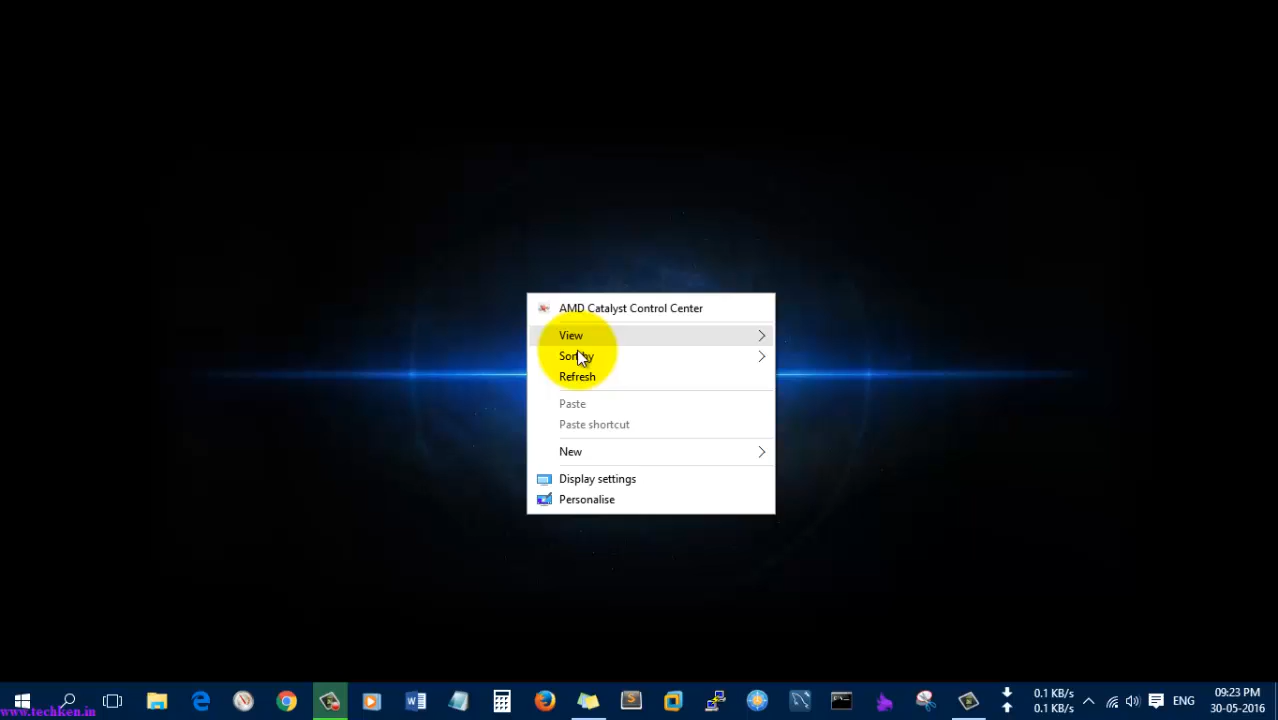 AMD Catalyst Control Center
View
Sort by
Refresh
Paste
Paste shortcut
New
Display settings
Personalise
0.1 KB/s
0.1 KB/s
ENG
09:23 PM
30-05-2016
www.techken.in